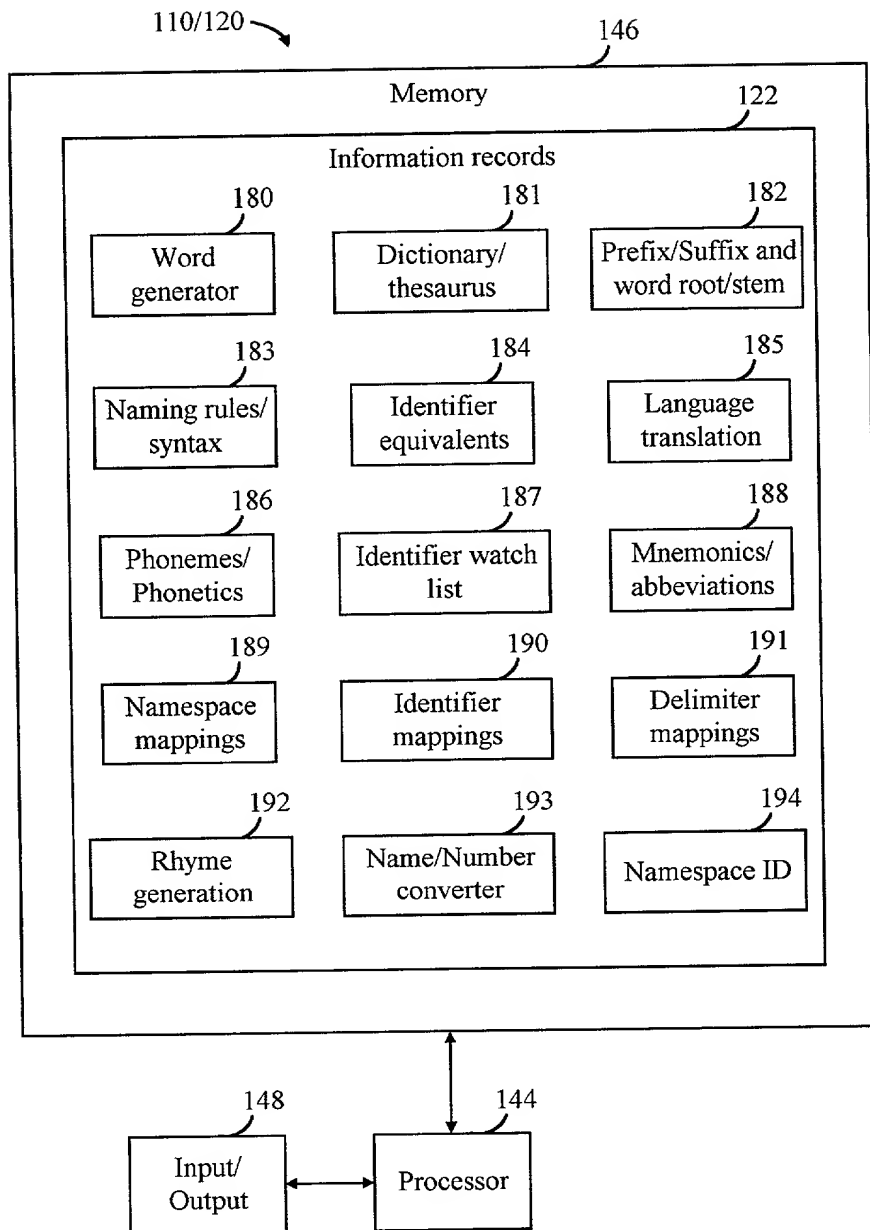 110/120
146
Memory
122
Information records
180
181
182
Word
generator
Dictionary/
thesaurus
Prefix/Suffix and
word root/stem
183
184
185
Naming rules/
syntax
Identifier
equivalents
Language
translation
186
187
188
Phonemes/
Phonetics
Identifier watch
list
Mnemonics/
abbeviations
189
190
191
Namespace
mappings
Identifier
mappings
Delimiter
mappings
192
193
194
Rhyme
generation
Name/Number
converter
Namespace ID
148
144
Input/
Output
Processor